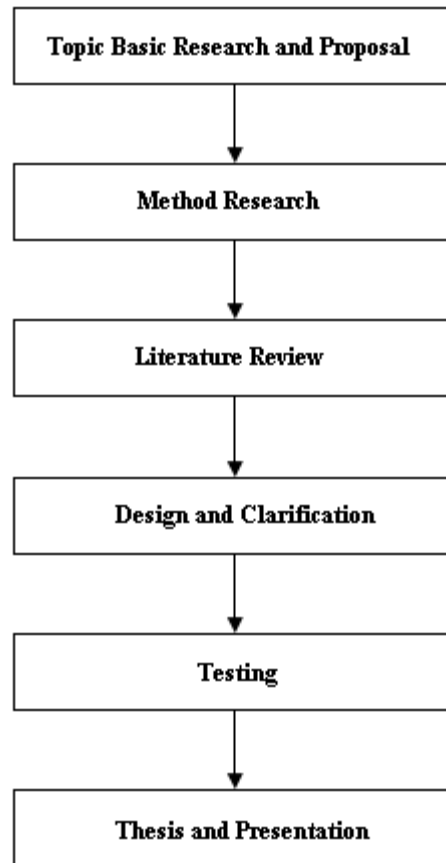 Topic Basic Research and Proposal
Method Research
Literature Review
Design and Clarification
Testing
Thesis and Presentation